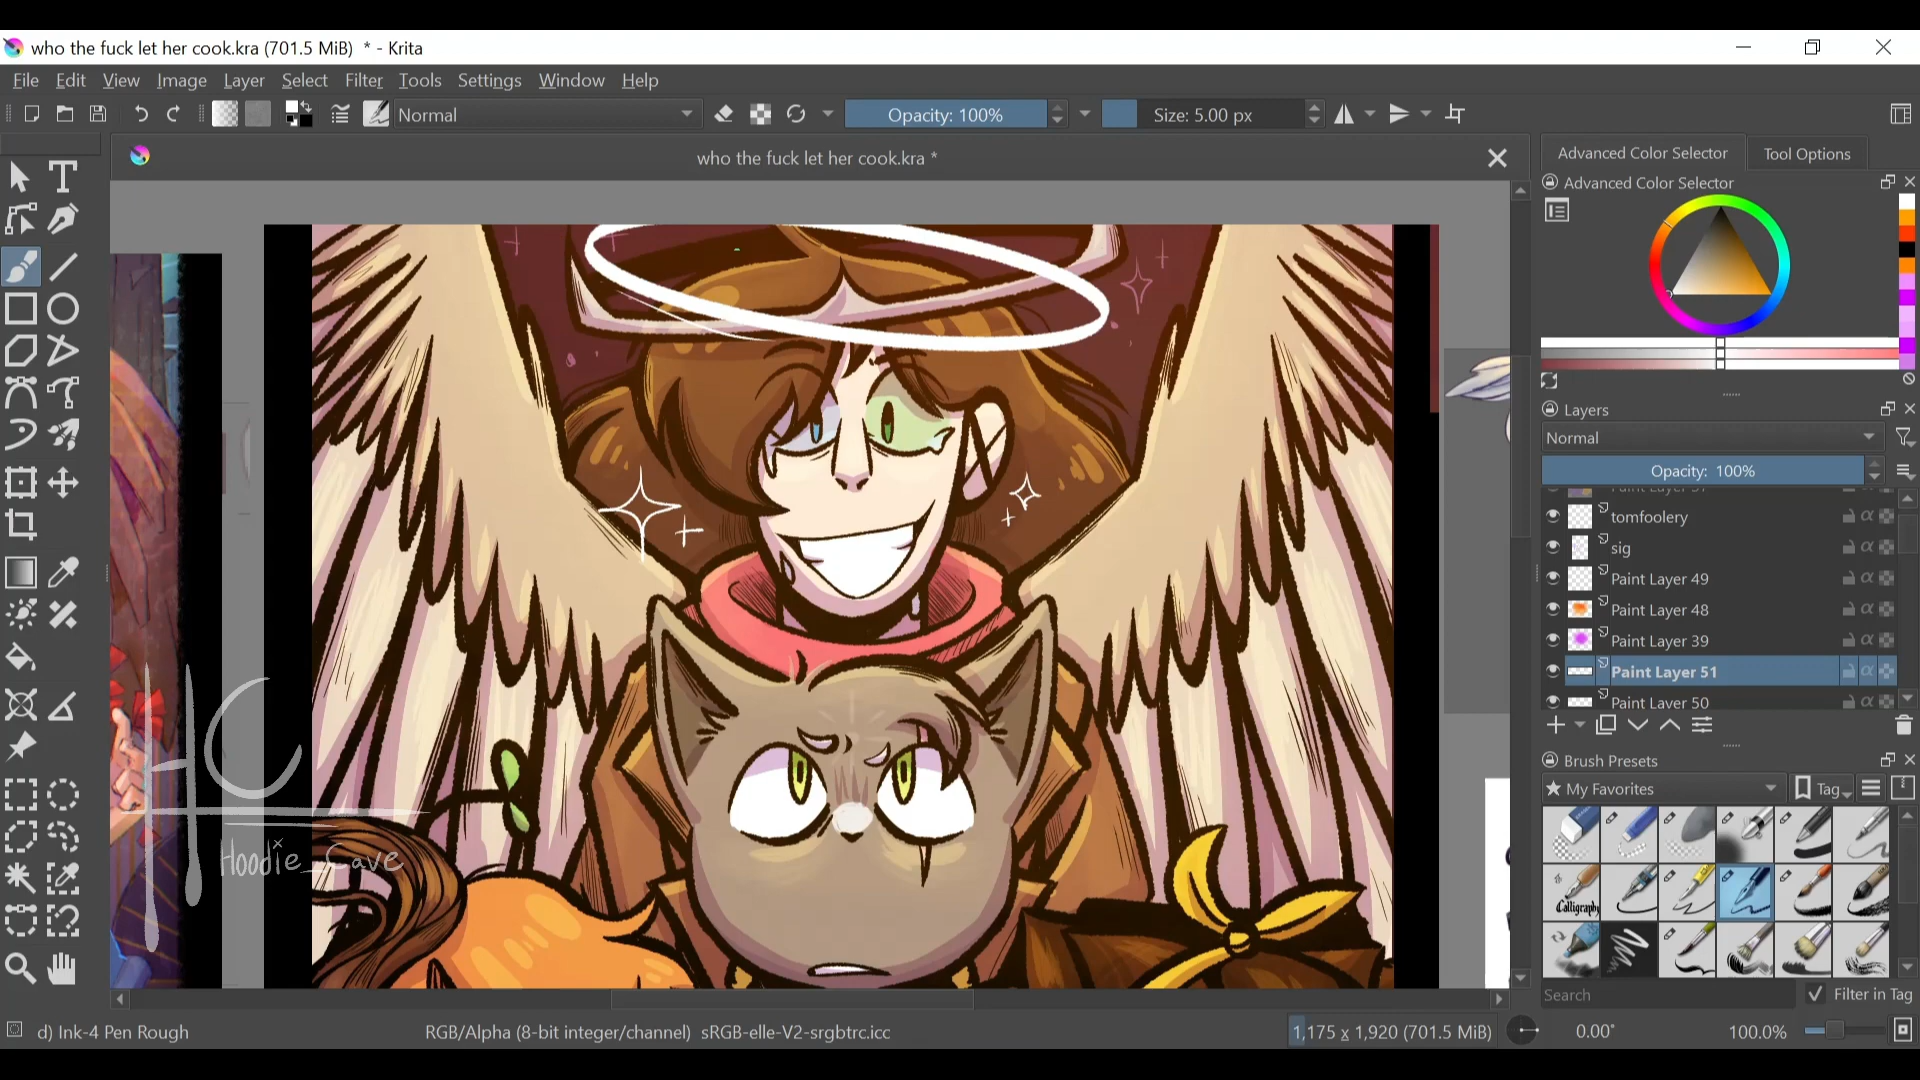 who the fuck let her cook.kra (701.5 MiB) * - Krita
File Edit View Image Layer Select Filter Tools Settings Window Help
Normal
Opacity: 100%
Size: 5.00 px
who the fuck let her cook.kra *
Advanced Color Selector
Tool Options
Advanced Color Selector
Layers
Normal
Opacity: 100%
tomfoolery
sig
Paint Layer 49
Paint Layer 48
Paint Layer 39
Paint Layer 51
Paint Layer 50
Brush Presets
My Favorites
Tag
Calligraphy
Search
Filter in Tag
HC
Hoodie_Cave
d) Ink-4 Pen Rough
RGB/Alpha (8-bit integer/channel) sRGB-elle-V2-srgbtrc.icc
1,175 x 1,920 (701.5 MiB)
0.00°
100.0%